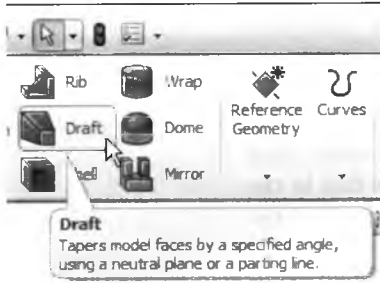 Rib Wrap
Reference Curves
Geometry
Draft Dome
Mirror
Draft
Tapers model faces by a specified angle,
using a neutral plane or a parting line.